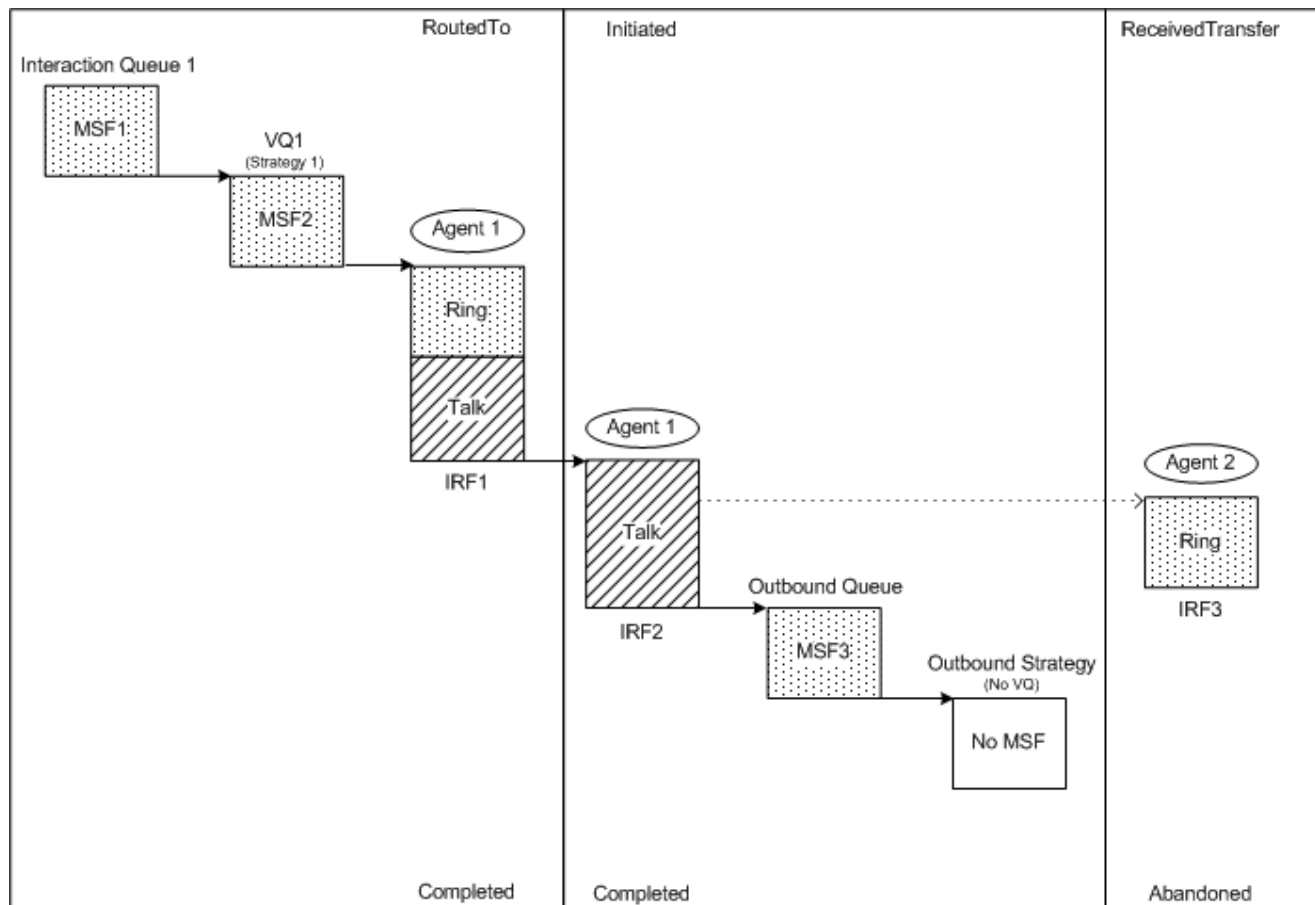 RoutedTo
Initiated
ReceivedTransfer
Interaction Queue 1
MSF1
VQ1
(Strategy 1)
MSF2
Agent 1
Ring
Talk
IRF1
Agent 1
Talk
IRF2
Agent 2
Ring
IRF3
Outbound Queue
MSF3
Outbound Strategy
(No VQ)
No MSF
Completed
Completed
Abandoned